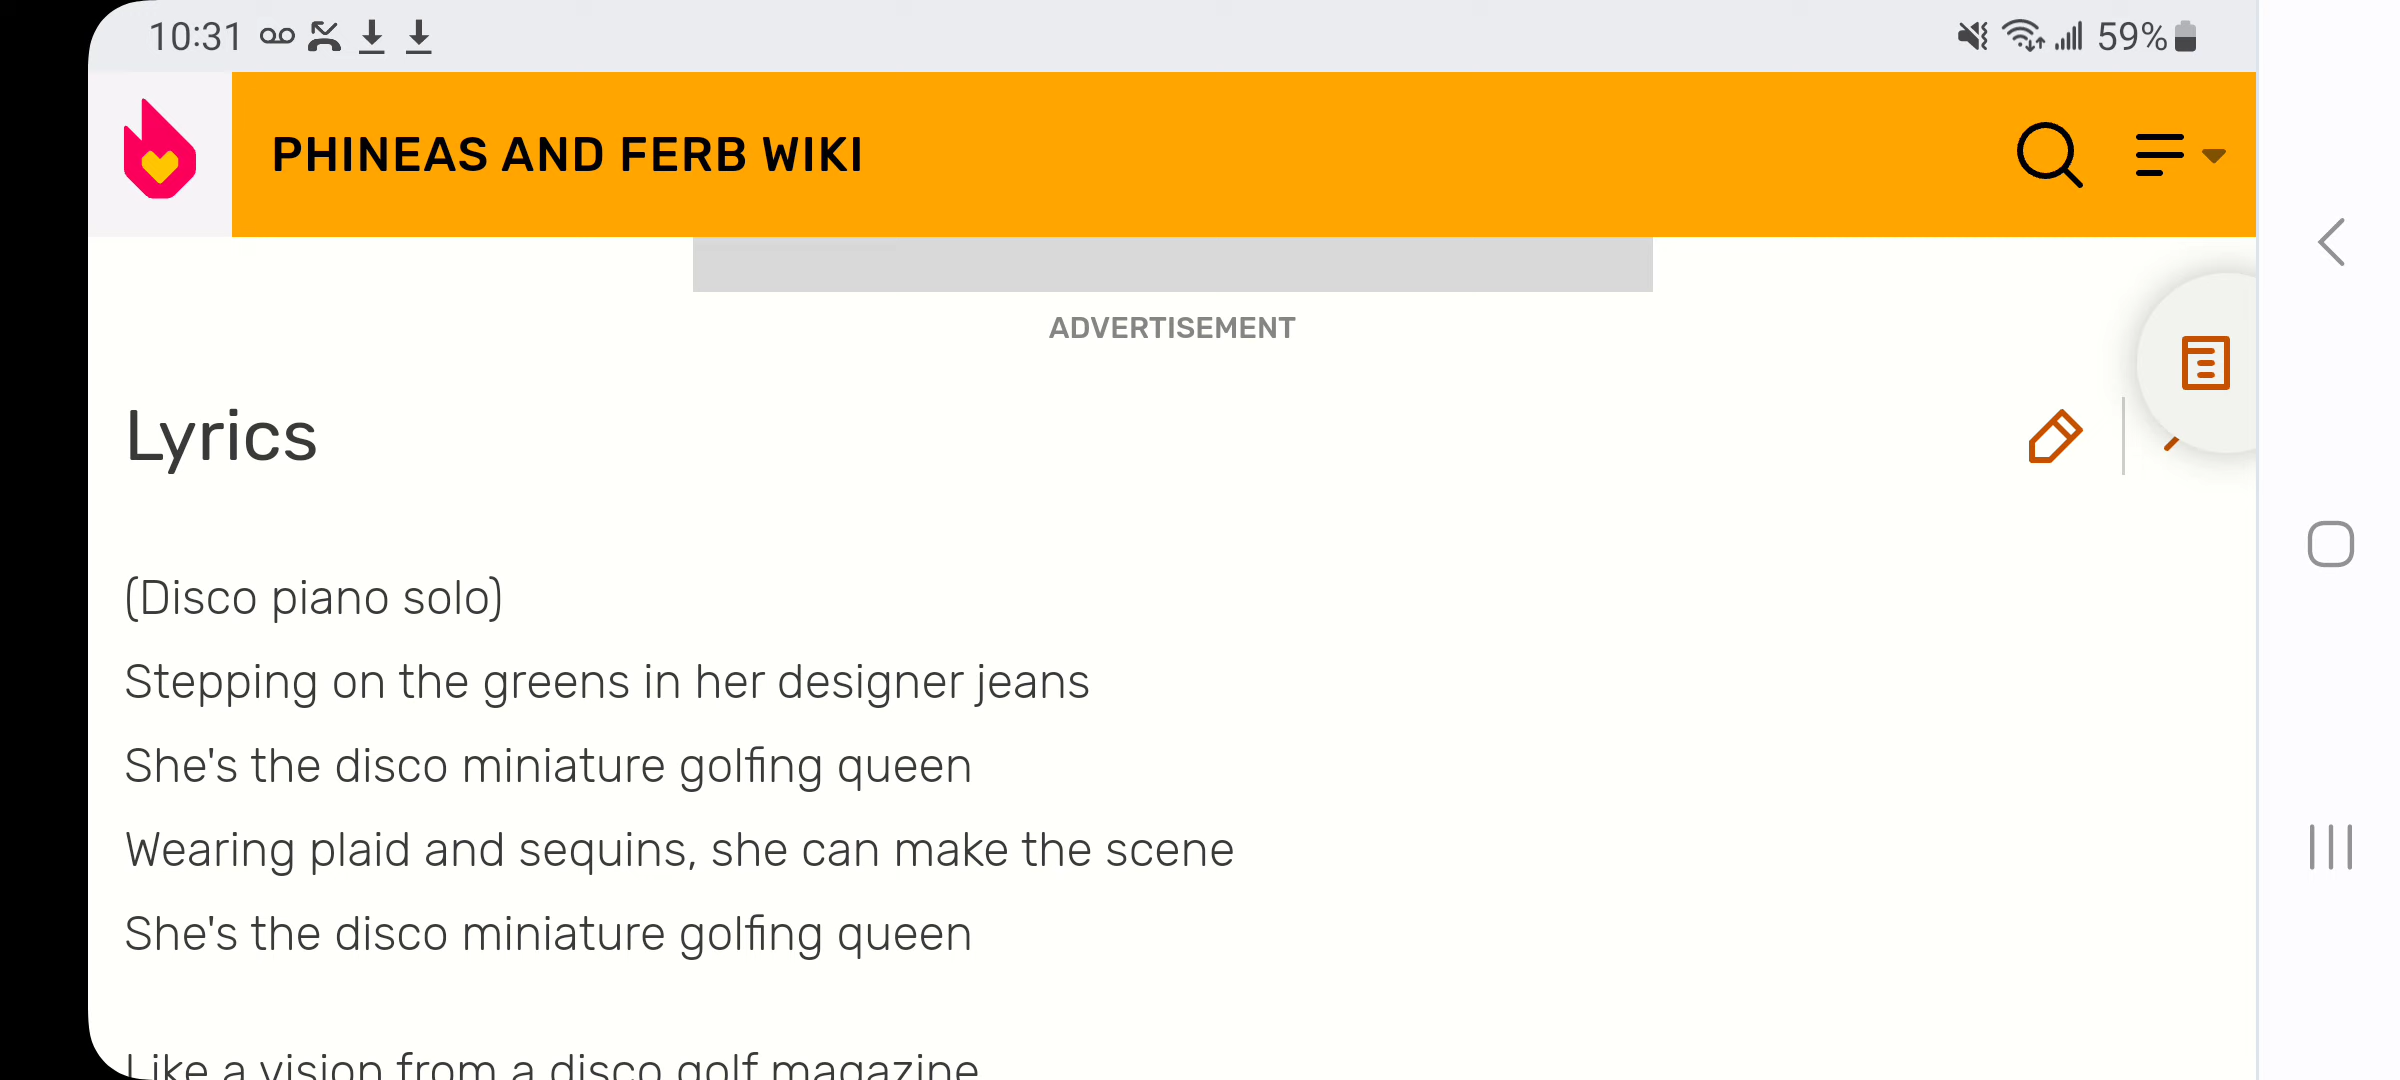 10:31 59%
PHINEAS AND FERB WIKI
ADVERTISEMENT
Lyrics
(Disco piano solo)
Stepping on the greens in her designer jeans
She's the disco miniature golfing queen
Wearing plaid and sequins, she can make the scene
She's the disco miniature golfing queen
Like a vision from a disco golf magazine